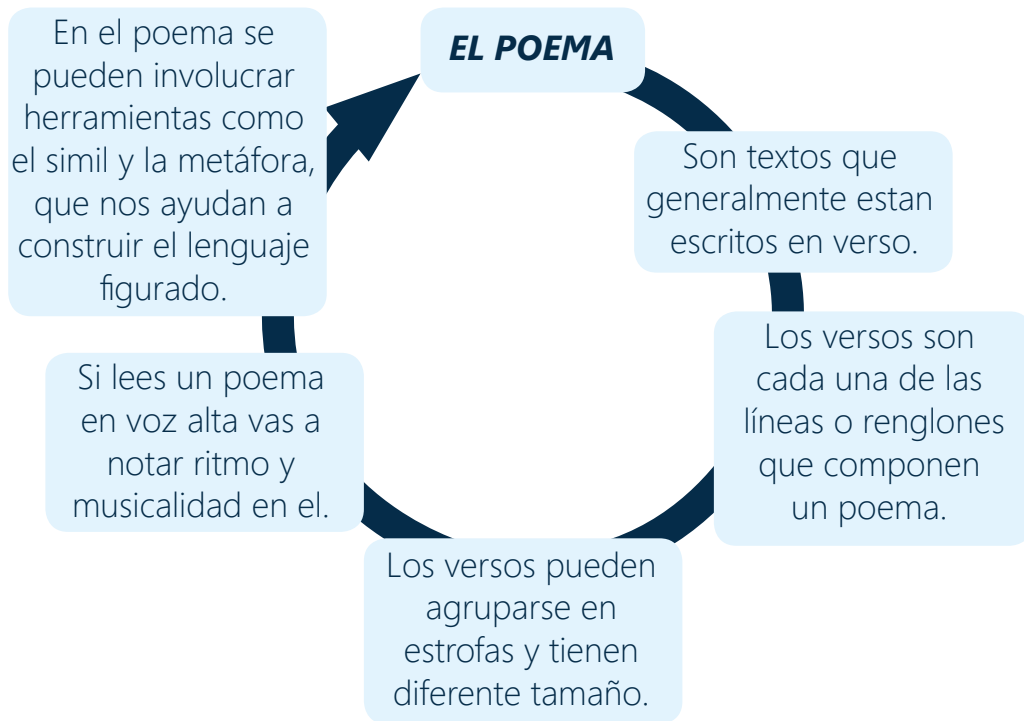 EL POEMA
Son textos que
generalmente estan
escritos en verso.
Los versos son
cada una de las
líneas o renglones
que componen
un poema.
Los versos pueden
agruparse en
estrofas y tienen
diferente tamaño.
Si lees un poema
en voz alta vas a
notar ritmo y
musicalidad en el.
En el poema se
pueden involucrar
herramientas como
el simil y la metáfora,
que nos ayudan a
construir el lenguaje
figurado.